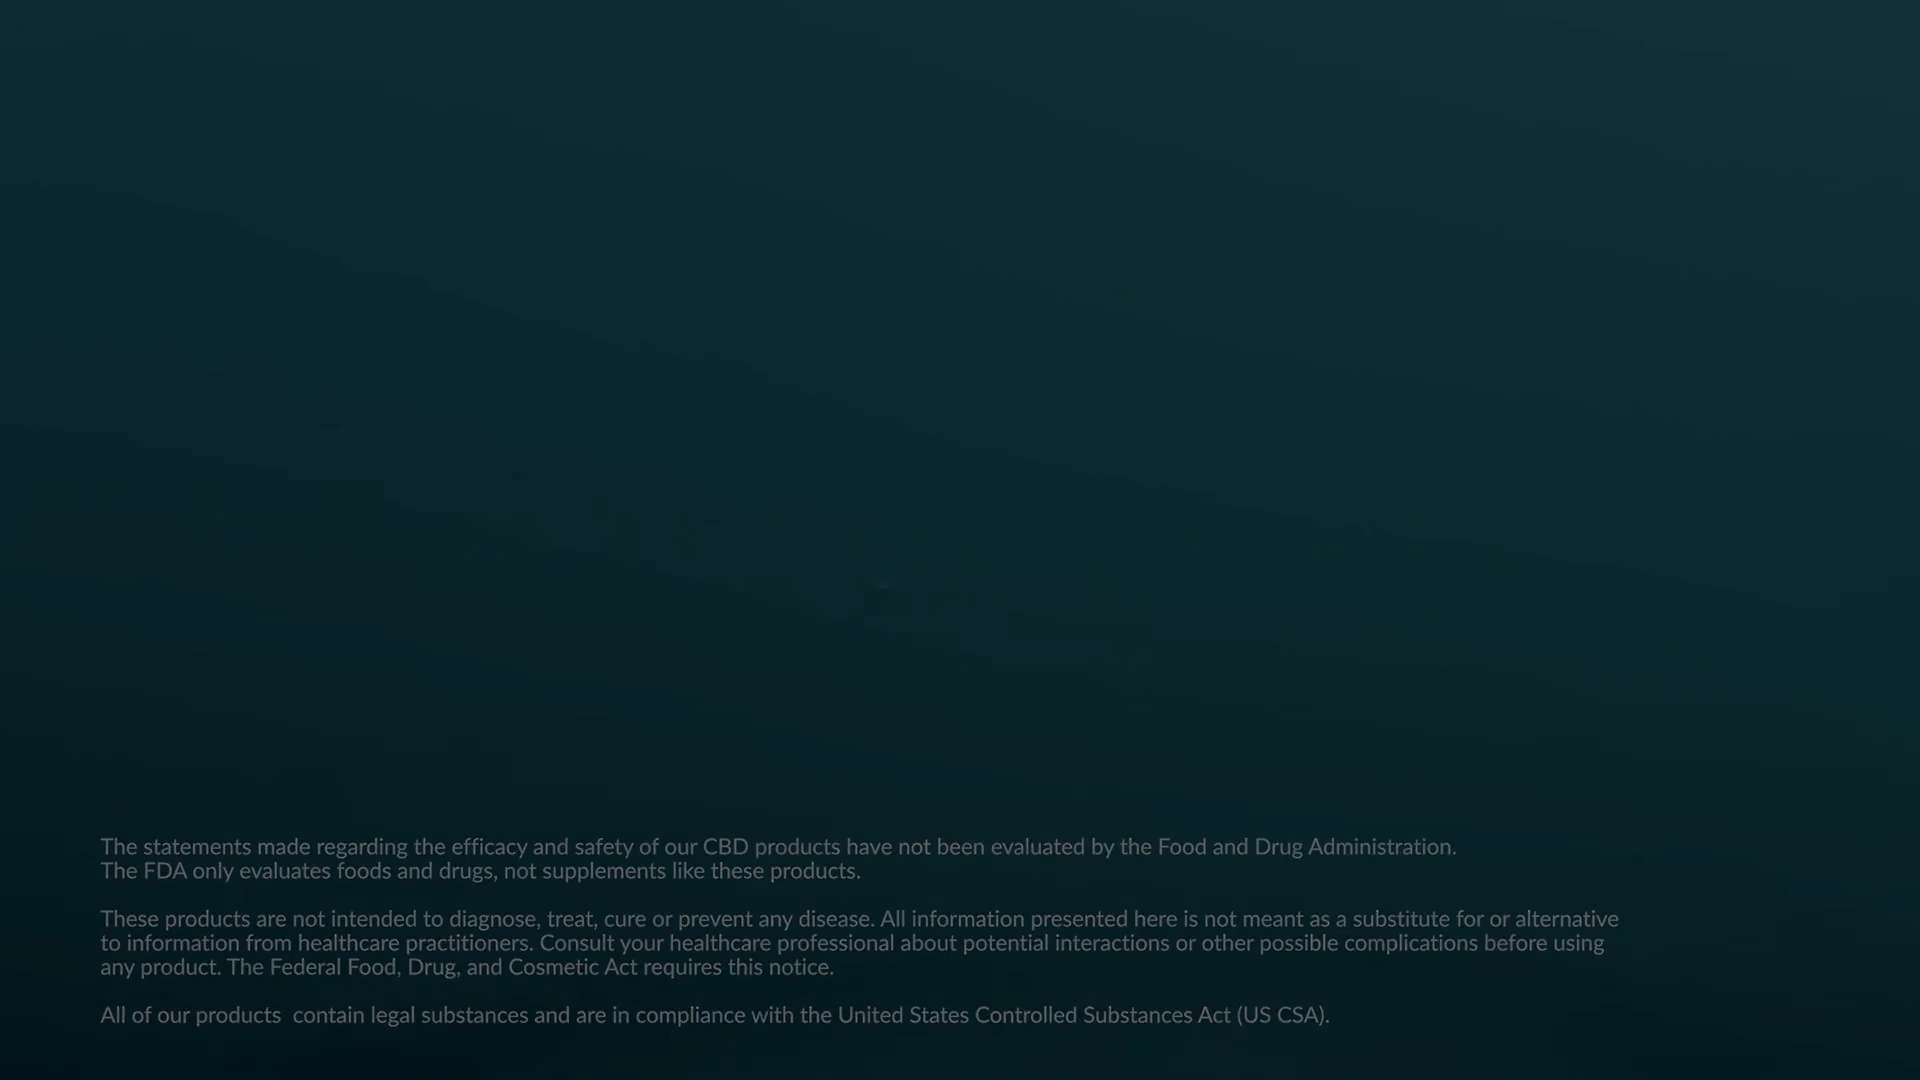 The statements made regarding the efficacy and safety of our CBD products have not been evaluated by the Food and Drug Administration.
The FDA only evaluates foods and drugs, not supplements like these products.
These products are not intended to diagnose, treat, cure or prevent any disease. All information presented here is not meant as a substitute for or alternative
to information from healthcare practitioners. Consult your healthcare professional about potential interactions or other possible complications before using
any product. The Federal Food, Drug, and Cosmetic Act requires this notice.
All of our products  contain legal substances and are in compliance with the United States Controlled Substances Act (US CSA).